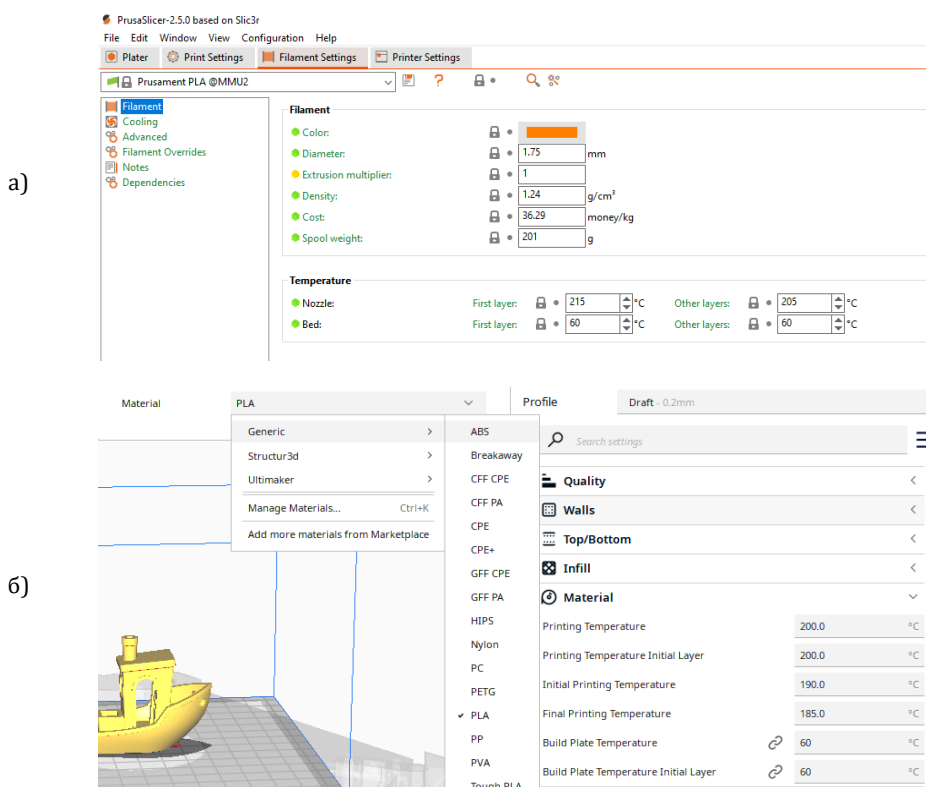 PrusaSlicer-2.5.0 based on Slic3r
File Edit Window View Configuration Help
Plater Print Settings Filament Settings Printer Settings
Prusament PLA @MMU2
Filament
Cooling
Advanced
Filament Overrides
Notes
Dependencies
Filament
Color:
Diameter: 1.75 mm
Extrusion multiplier: 1
Density: 1.24 g/cm³
Cost: 36.29 money/kg
Spool weight: 201 g
Temperature
Nozzle: First layer: 215 °C Other layers: 205 °C
Bed: First layer: 60 °C Other layers: 60 °C
а)
Material PLA Profile Draft - 0.2mm
Generic
Structur3d
Ultimaker
Manage Materials... Ctrl+K
Add more materials from Marketplace
ABS
Breakaway
CFF CPE
CFF PA
CPE
CPE+
GFF CPE
GFF PA
HIPS
Nylon
PC
PETG
PLA
PP
PVA
Tough PLA
Search settings
Quality
Walls
Top/Bottom
Infill
Material
Printing Temperature 200.0 °C
Printing Temperature Initial Layer 200.0 °C
Initial Printing Temperature 190.0 °C
Final Printing Temperature 185.0 °C
Build Plate Temperature 60 °C
Build Plate Temperature Initial Layer 60 °C
б)